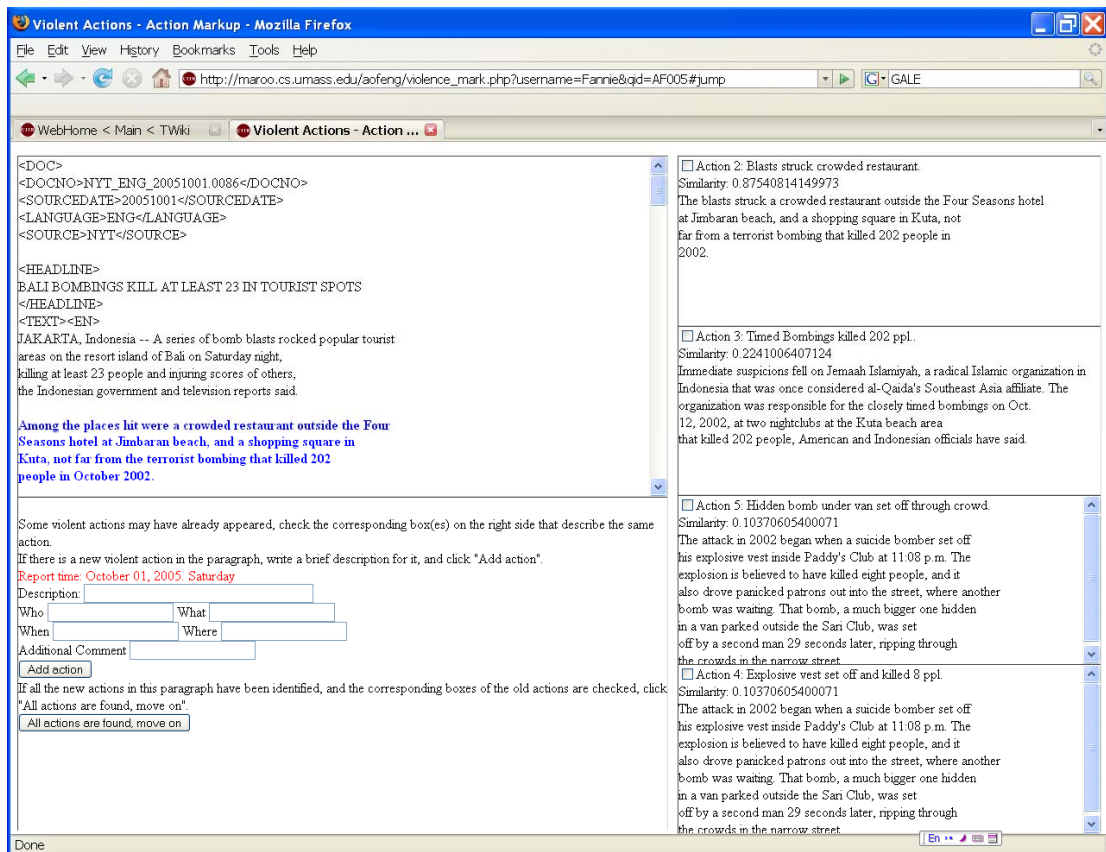 Violent Actions - Action Markup - Mozilla Firefox
File Edit View History Bookmarks Tools Help
http://maroo.cs.umass.edu/aofeng/violence_mark.php?username=Fannie&qid=AF005#jump
G GALE
WebHome < Main < TWiki
Violent Actions - Action ...
<DOC>
<DOCNO>NYT_ENG_20051001.0086</DOCNO>
<SOURCEDATE>20051001</SOURCEDATE>
<LANGUAGE>ENG</LANGUAGE>
<SOURCE>NYT</SOURCE>
<HEADLINE>
BALI BOMBINGS KILL AT LEAST 23 IN TOURIST SPOTS
</HEADLINE>
<TEXT><EN>
JAKARTA, Indonesia -- A series of bomb blasts rocked popular tourist
areas on the resort island of Bali on Saturday night,
killing at least 23 people and injuring scores of others,
the Indonesian government and television reports said.
Among the places hit were a crowded restaurant outside the Four
Seasons hotel at Jimbaran beach, and a shopping square in
Kuta, not far from the terrorist bombing that killed 202
people in October 2002.
Some violent actions may have already appeared, check the corresponding box(es) on the right side that describe the same
action.
If there is a new violent action in the paragraph, write a brief description for it, and click "Add action".
Report time: October 01, 2005. Saturday
Description:
Who What
When Where
Additional Comment
Add action
If all the new actions in this paragraph have been identified, and the corresponding boxes of the old actions are checked, click
"All actions are found, move on".
All actions are found, move on
Action 2: Blasts struck crowded restaurant.
Similarity: 0.87540814149973
The blasts struck a crowded restaurant outside the Four Seasons hotel
at Jimbaran beach, and a shopping square in Kuta, not
far from a terrorist bombing that killed 202 people in
2002.
Action 3: Timed Bombings killed 202 ppl..
Similarity: 0.2241006407124
Immediate suspicions fell on Jemaah Islamiyah, a radical Islamic organization in
Indonesia that was once considered al-Qaida's Southeast Asia affiliate. The
organization was responsible for the closely timed bombings on Oct.
12, 2002, at two nightclubs at the Kuta beach area
that killed 202 people, American and Indonesian officials have said.
Action 5: Hidden bomb under van set off through crowd.
Similarity: 0.10370605400071
The attack in 2002 began when a suicide bomber set off
his explosive vest inside Paddy's Club at 11:08 p.m. The
explosion is believed to have killed eight people, and it
also drove panicked patrons out into the street, where another
bomb was waiting. That bomb, a much bigger one hidden
in a van parked outside the Sari Club, was set
off by a second man 29 seconds later, ripping through
the crowds in the narrow street
Action 4: Explosive vest set off and killed 8 ppl.
Similarity: 0.10370605400071
The attack in 2002 began when a suicide bomber set off
his explosive vest inside Paddy's Club at 11:08 p.m. The
explosion is believed to have killed eight people, and it
also drove panicked patrons out into the street, where another
bomb was waiting. That bomb, a much bigger one hidden
in a van parked outside the Sari Club, was set
off by a second man 29 seconds later, ripping through
the crowds in the narrow street
En
Done